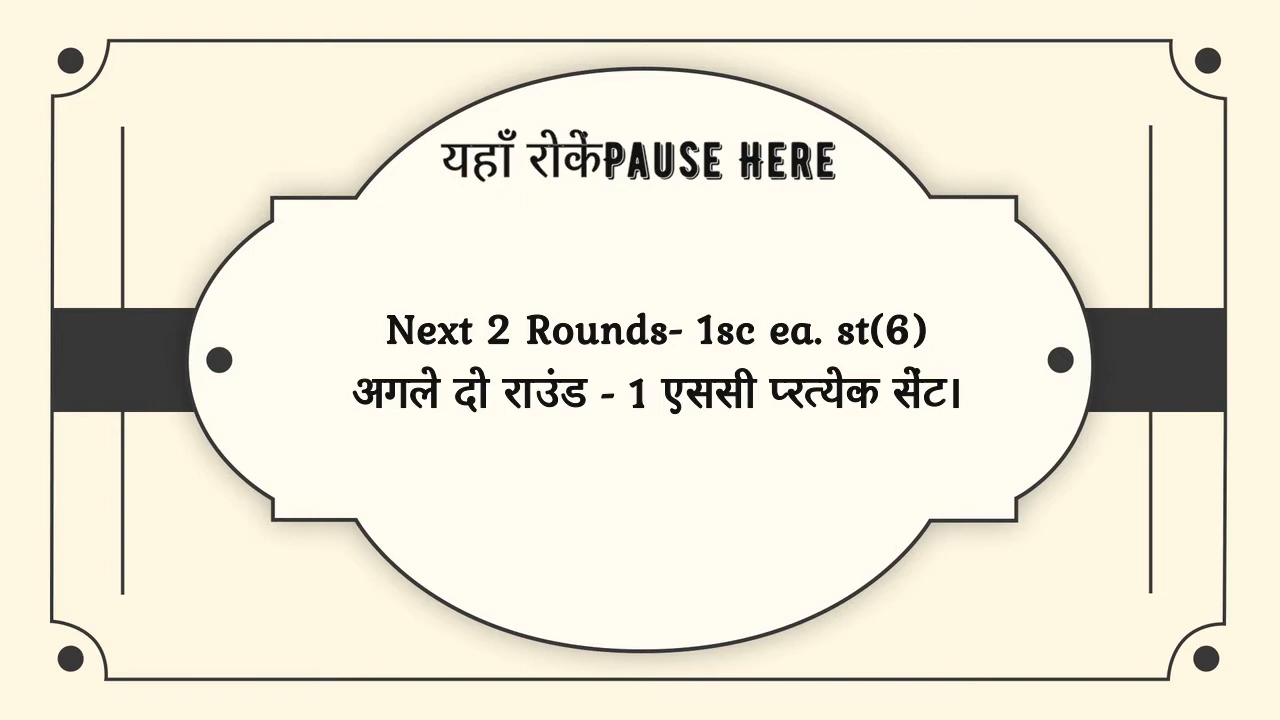 यहाँ रोकेंPAUSE HERE
Next 2 Rounds- 1sc ea. st(6)
अगले दो राउंड - 1 एससी प्रत्येक सेंट।